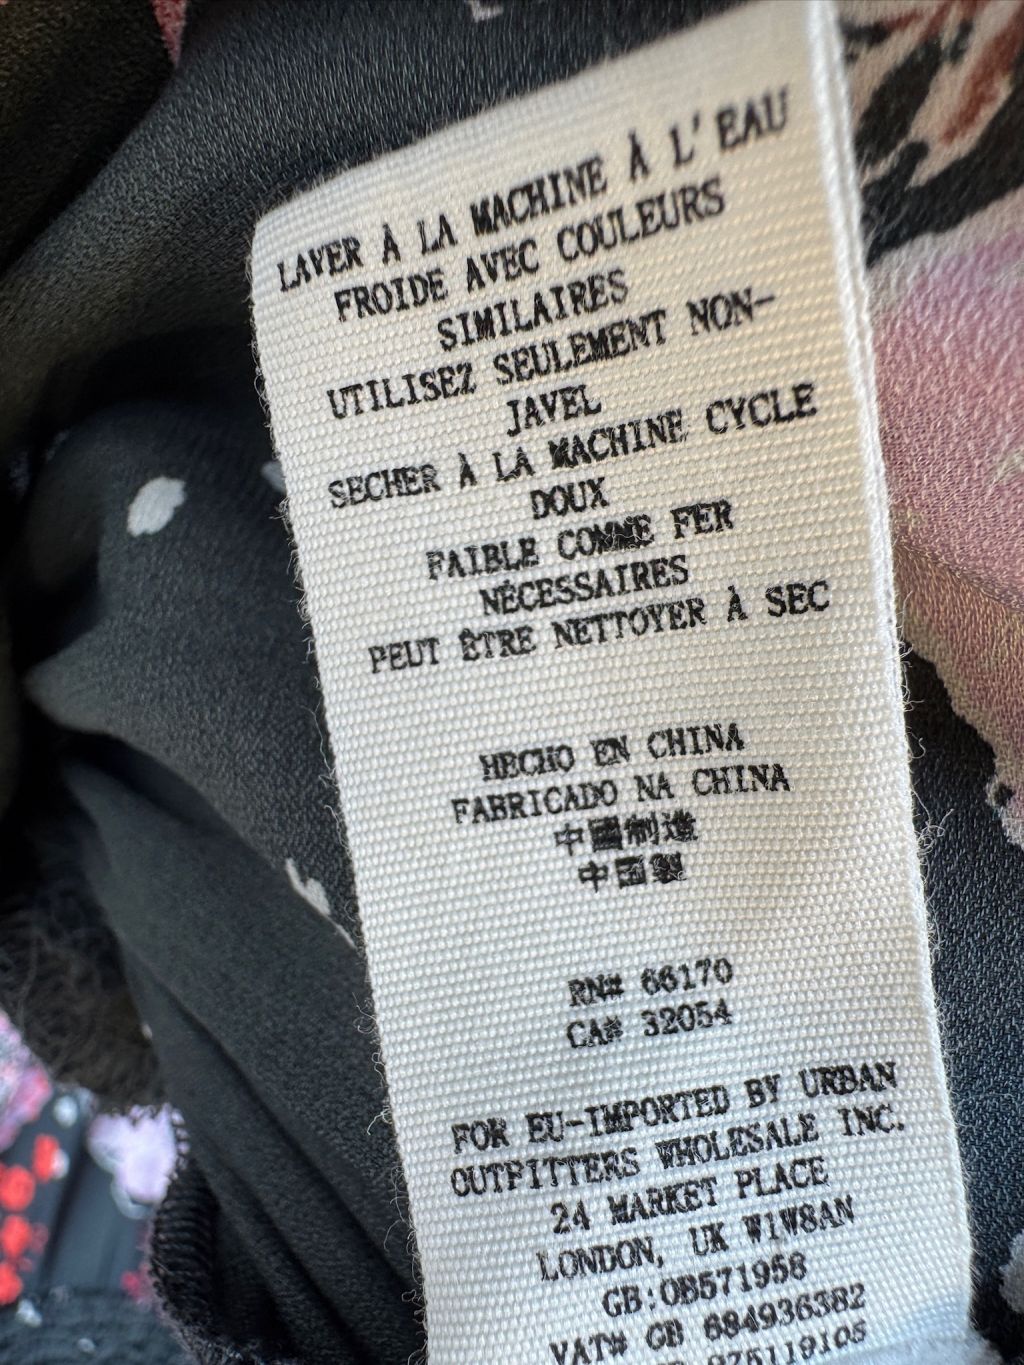 LAVER À LA MACHINE À L'EAU
FROIDE AVEC COULEURS
SIMILAIRES
UTILISEZ SEULEMENT NON-
JAVEL
SECHER À LA MACHINE CYCLE
DOUX
FAIBLE COMME FER
NÉCESSAIRES
PEUT ÊTRE NETTOYER À SEC
HECHO EN CHINA
FABRICADO NA CHINA
中國制造
中国製
RN# 66170
CA# 32054
FOR EU-IMPORTED BY URBAN
OUTFITTERS WHOLESALE INC.
24 MARKET PLACE
LONDON, UK W1W8AN
GB:OB571958
VAT# GB 684936382